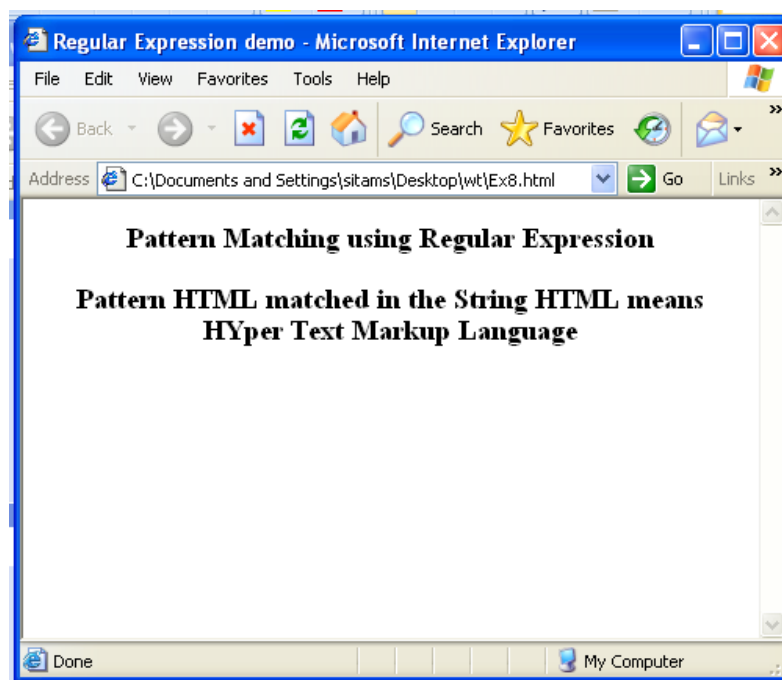 Regular Expression demo - Microsoft Internet Explorer
File Edit View Favorites Tools Help
Back Search Favorites
Address C:\Documents and Settings\sitams\Desktop\wt\Ex8.html Go Links
Pattern Matching using Regular Expression
Pattern HTML matched in the String HTML means
HYper Text Markup Language
Done My Computer